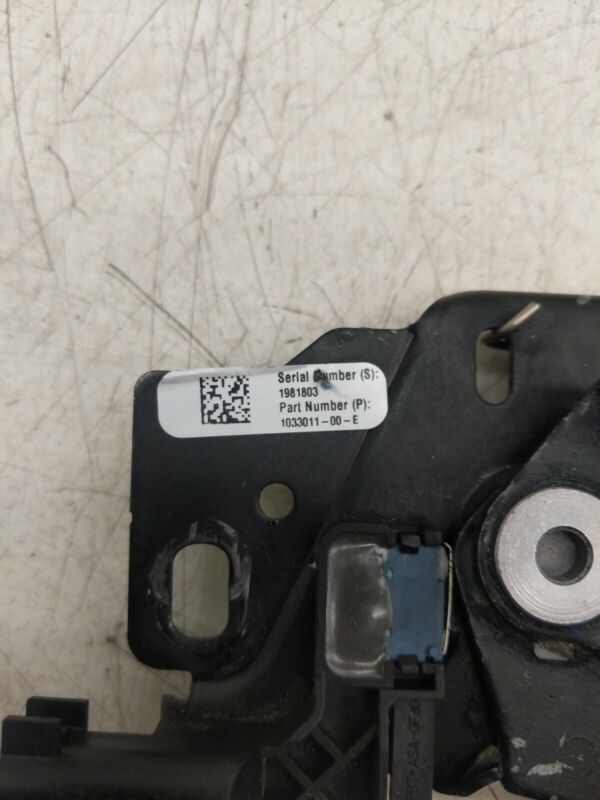 Serial Number (S):
1981803
Part Number (P):
1033011-00-E